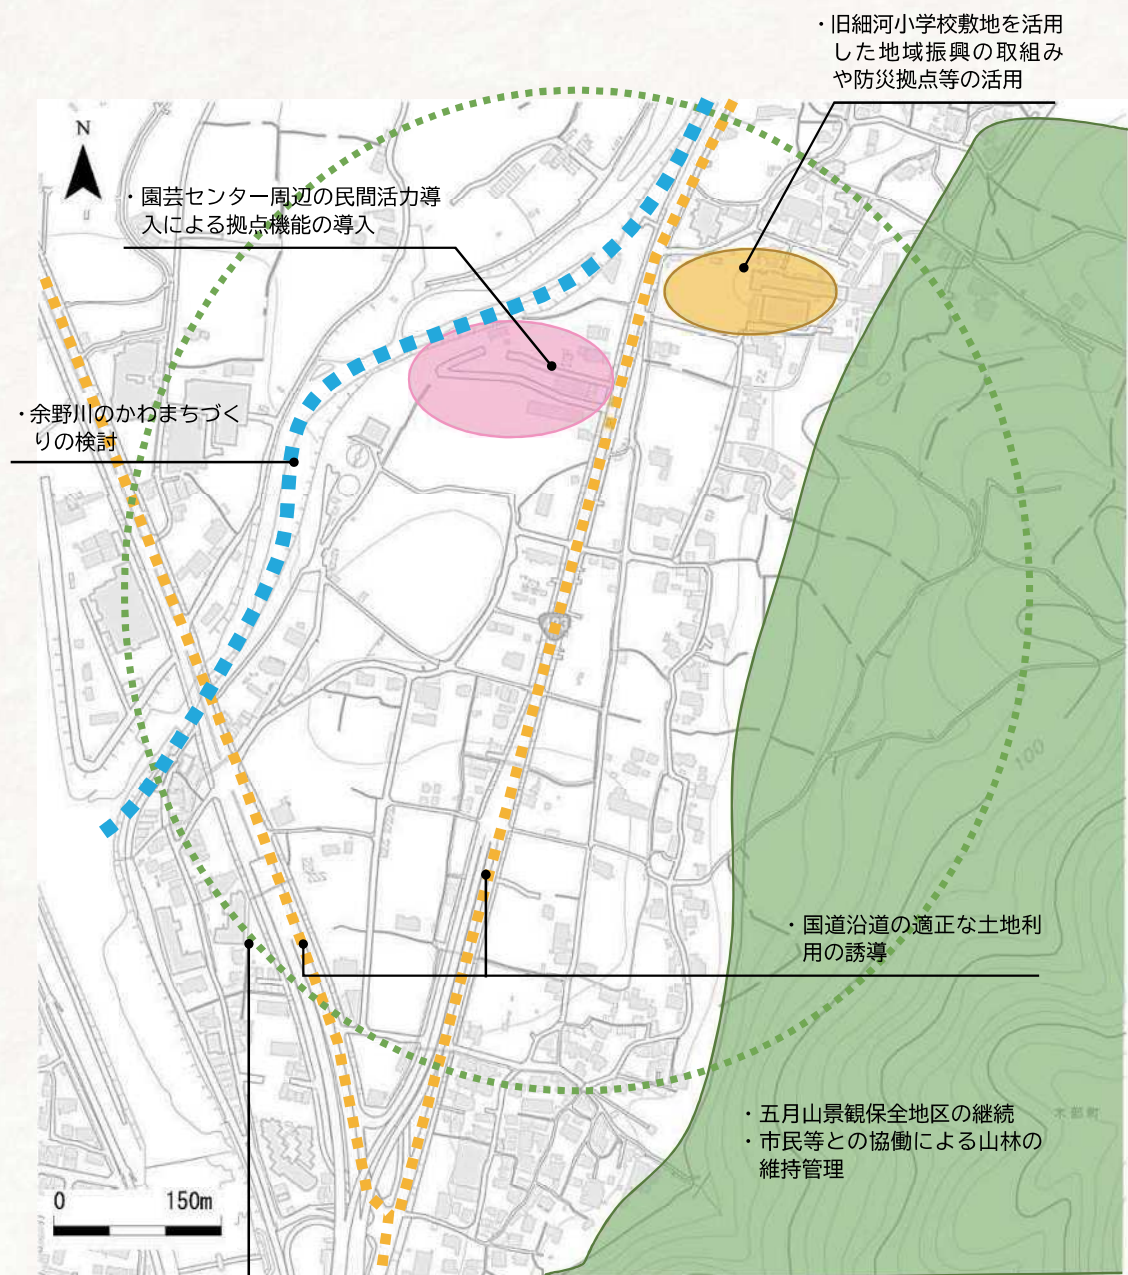 ・旧細河小学校敷地を活用
した地域振興の取組み
や防災拠点等の活用
N
・園芸センター周辺の民間活力導
入による拠点機能の導入
・余野川のかわまちづく
りの検討
100
・国道沿道の適正な土地利
用の誘導
・五月山景観保全地区の継続
・市民等との協働による山林の
維持管理
木部町
0 150m